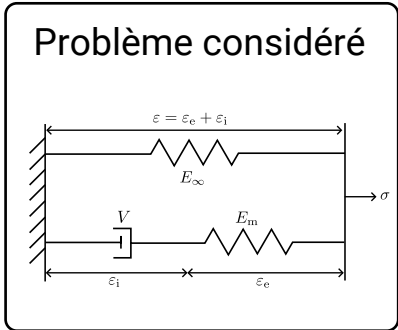 Problème considéré
ε = εe + εi
E∞
σ
V
Em
εi
εe